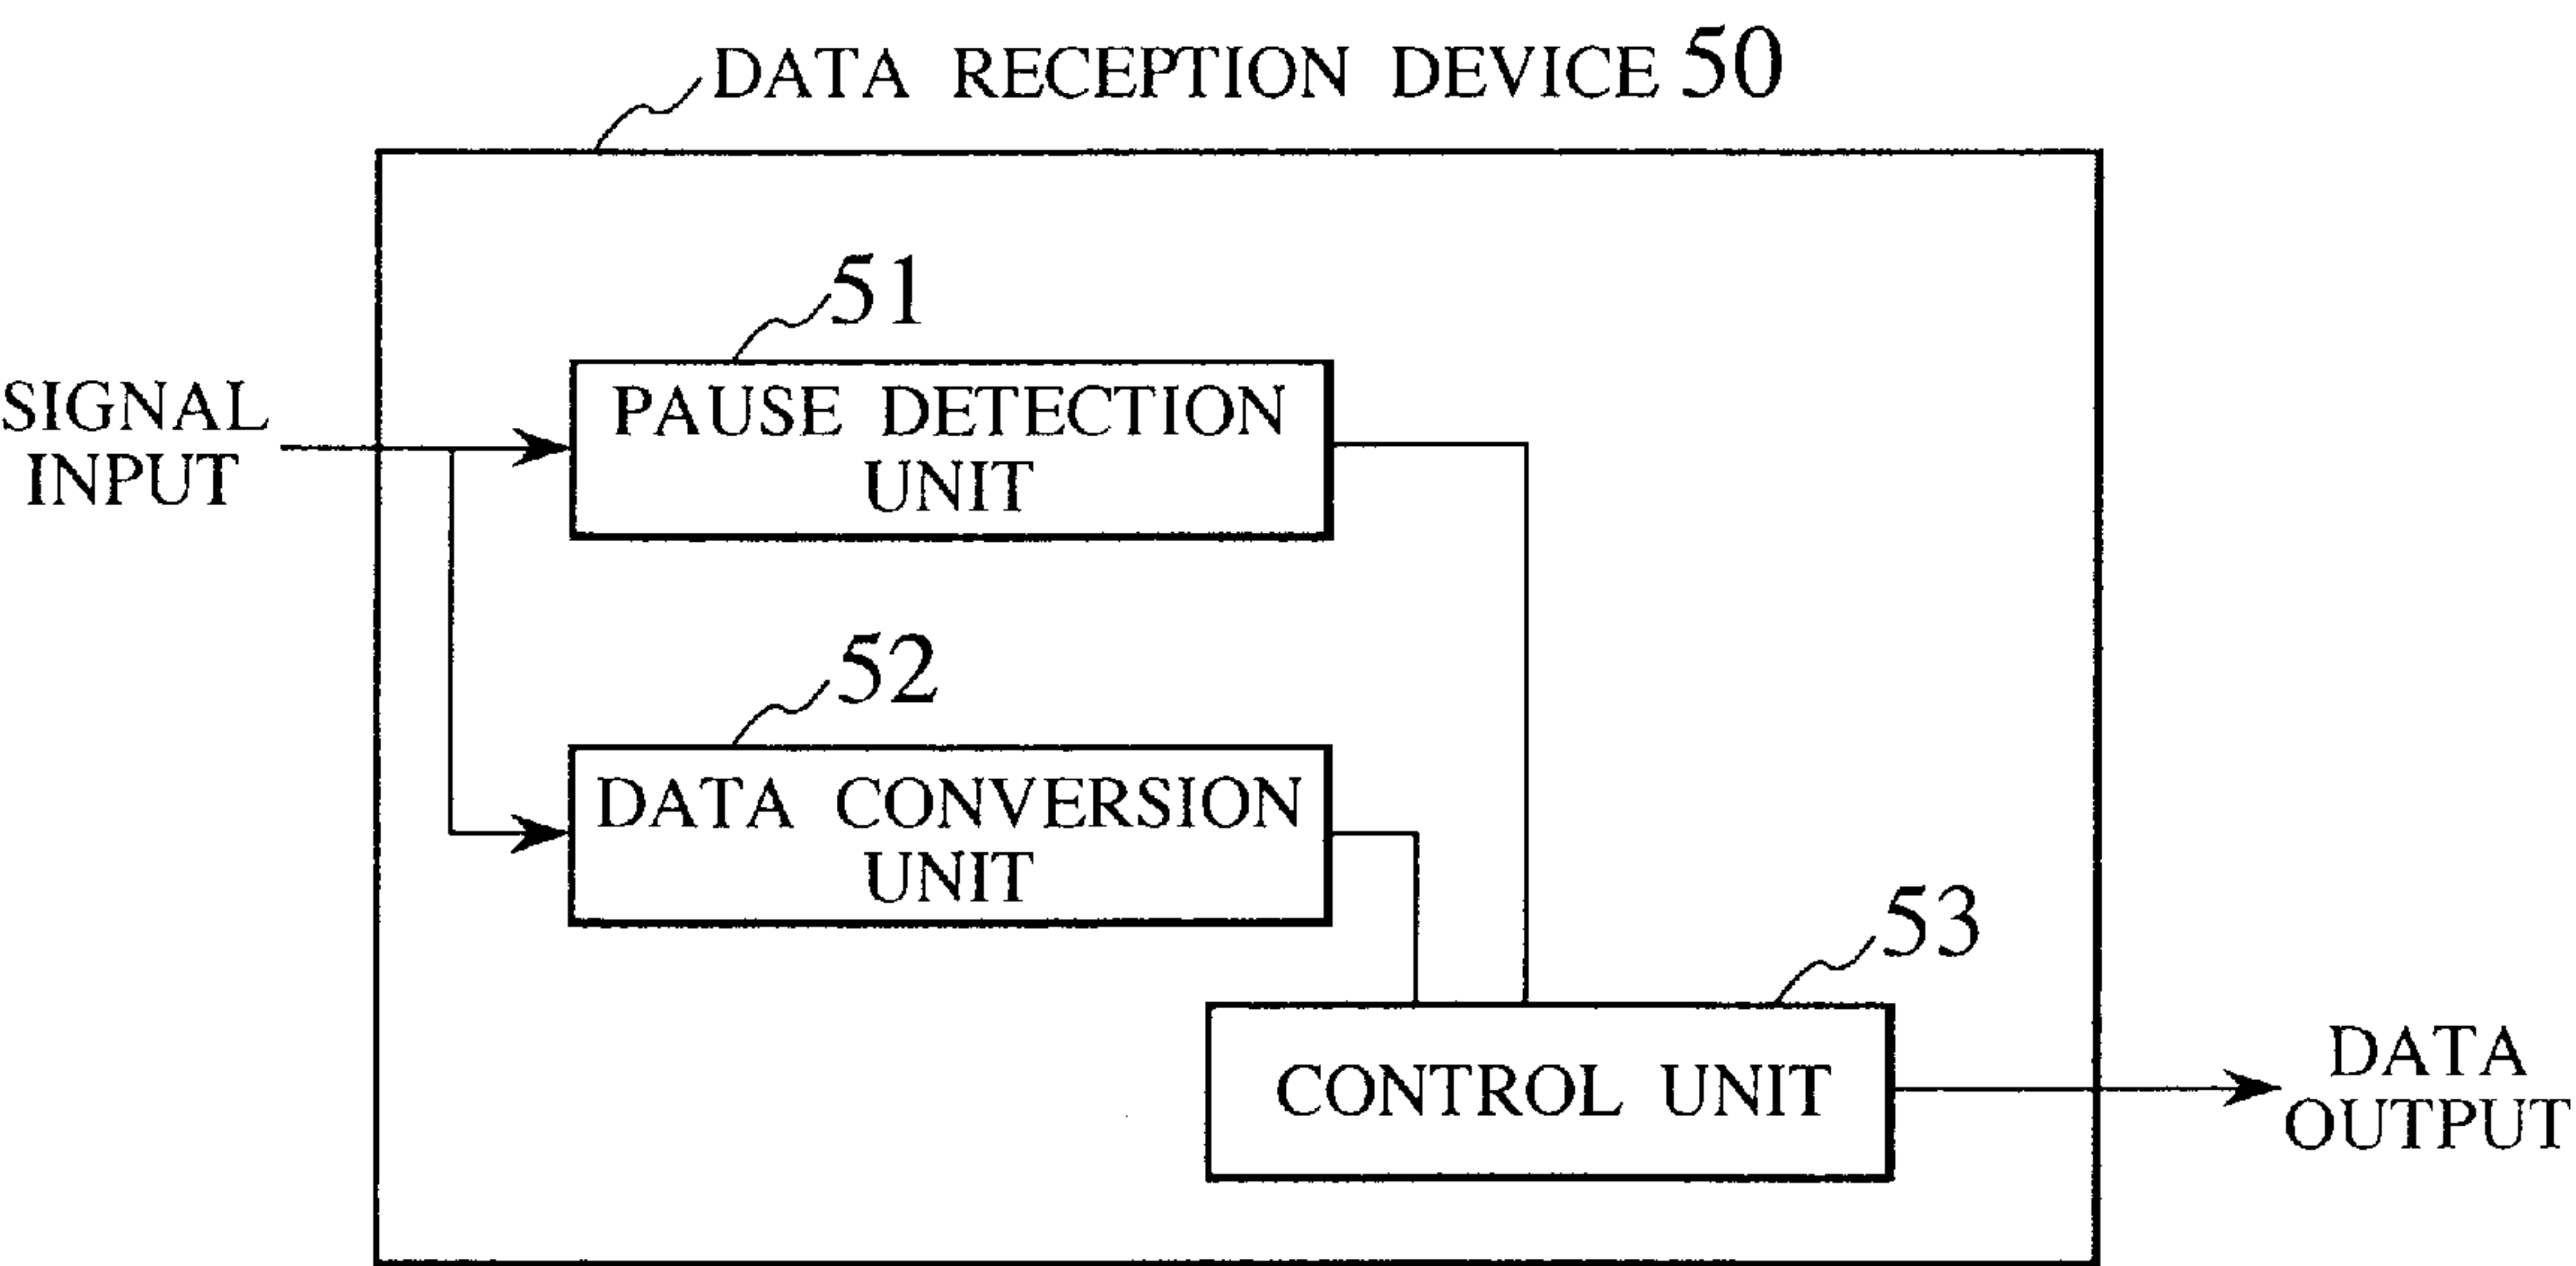 DATA RECEPTION DEVICE 50
51
SIGNAL
INPUT
PAUSE DETECTION
UNIT
52
DATA CONVERSION
UNIT
53
CONTROL UNIT
DATA
OUTPUT